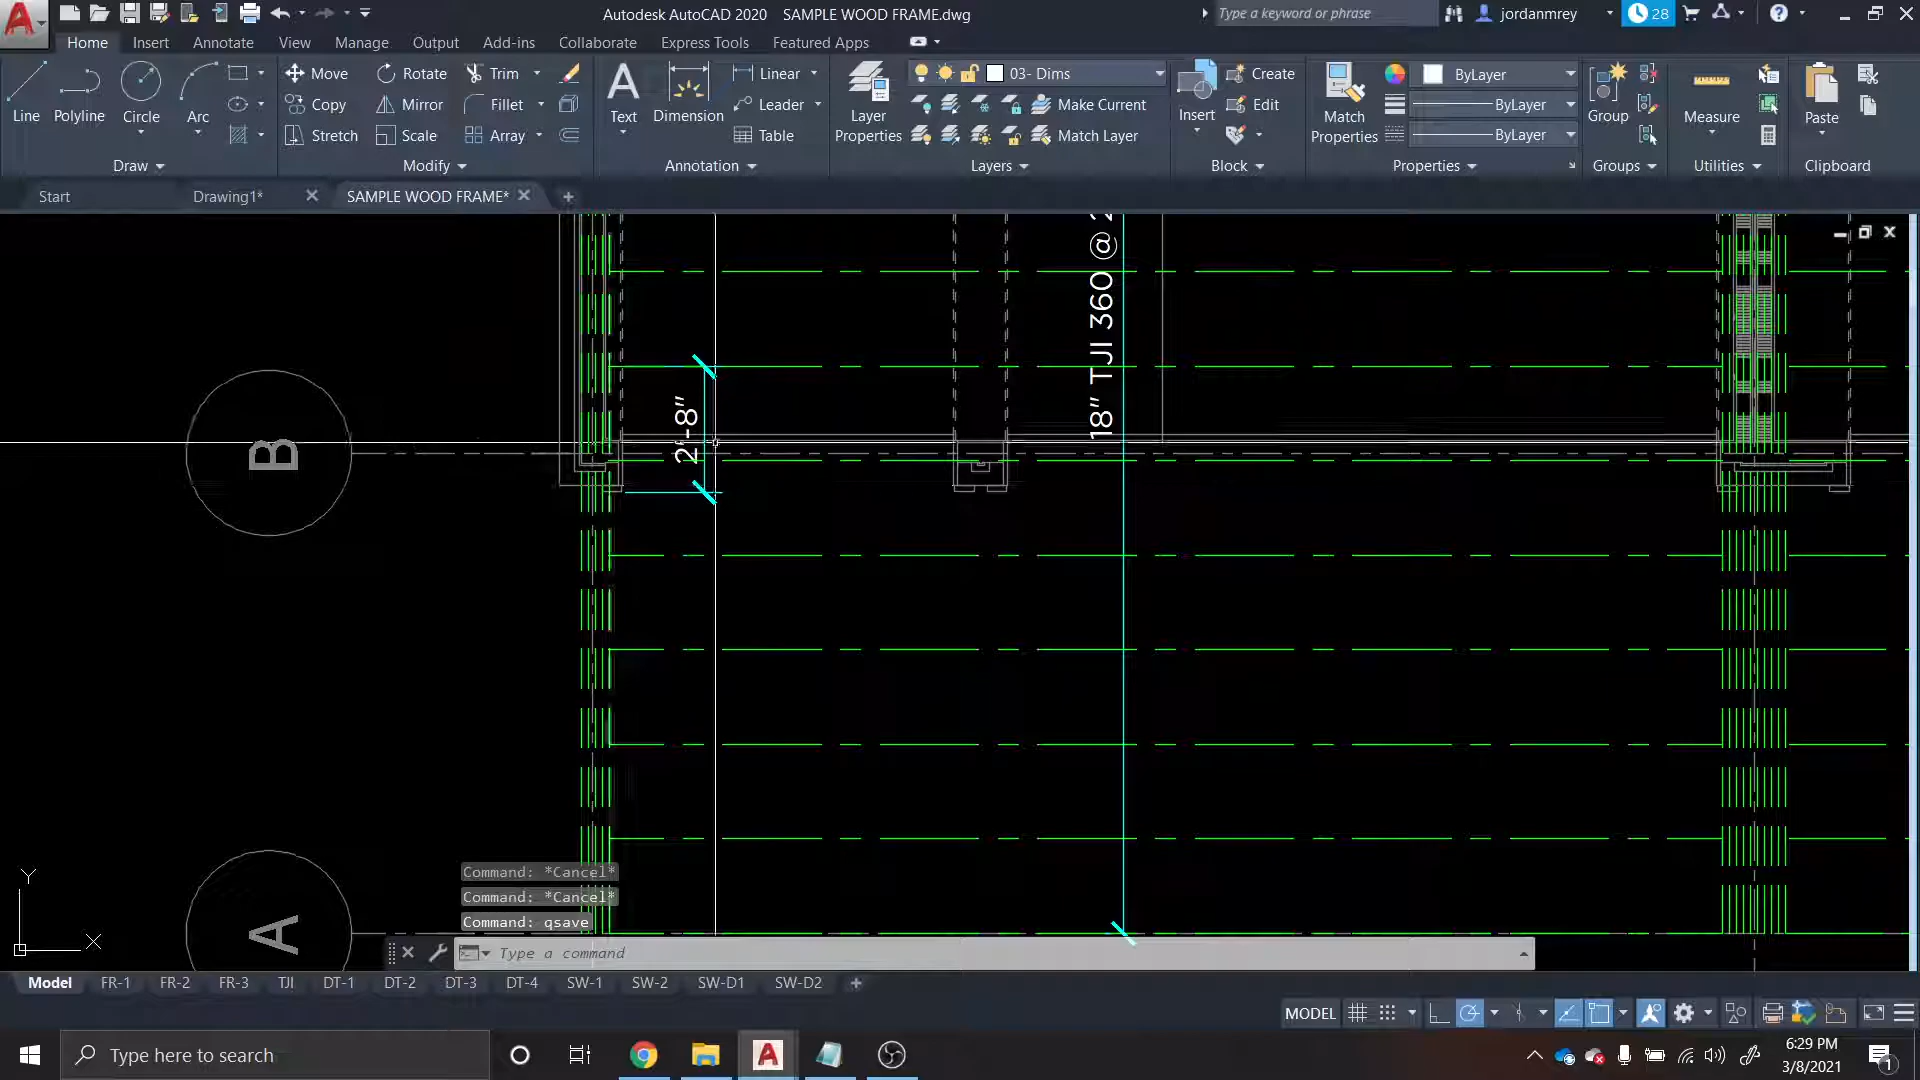 Autodesk AutoCAD 2020 SAMPLE WOOD FRAME.dwg
Type a keyword or phrase
jordanmrey
28
Home Insert Annotate View Manage Output Add-ins Collaborate Express Tools Featured Apps
Line Polyline Circle Arc
Move Rotate Trim
Copy Mirror Fillet
Stretch Scale Array
Text Dimension
Linear
Leader
Table
Layer Properties
03- Dims
Make Current
Match Layer
Insert
Create
Edit
Match Properties
ByLayer
ByLayer
ByLayer
Group
Measure
Paste
Draw Modify Annotation Layers Block Properties Groups Utilities Clipboard
Start Drawing1* SAMPLE WOOD FRAME*
18" TJI 360 @
2'-8"
B
A
Y
X
Command: *Cancel*
Command: *Cancel*
Command: qsave
Type a command
Model FR-1 FR-2 FR-3 TJI DT-1 DT-2 DT-3 DT-4 SW-1 SW-2 SW-D1 SW-D2
MODEL
Type here to search
6:29 PM
3/8/2021
1